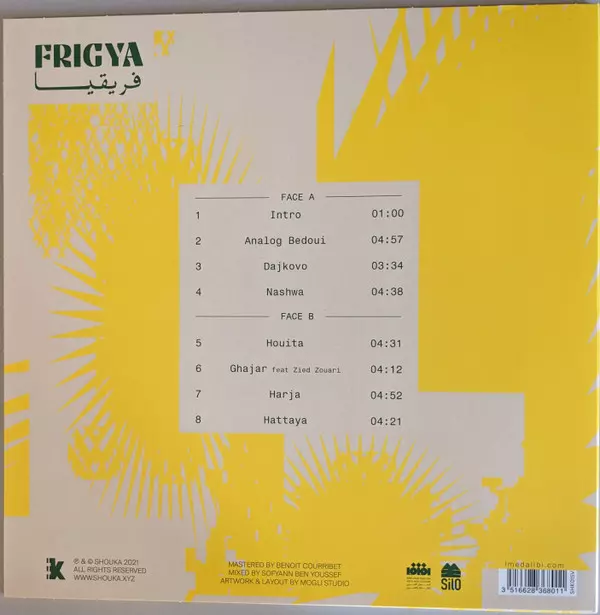 FRIGYA
فريقيا
FACE A
1 Intro 01:00
2 Analog Bedoui 04:57
3 Dajkovo 03:34
4 Nashwa 04:38
FACE B
5 Houita 04:31
6 Ghajar feat Zied Zouari 04:12
7 Harja 04:52
8 Hattaya 04:21
k
℗ & © SHOUKA 2021
ALL RIGHTS RESERVED
WWW.SHOUKA.XYZ
MASTERED BY BENOIT COURRIBET
MIXED BY SOFYANN BEN YOUSSEF
ARTWORK & LAYOUT BY MOGLI STUDIO
SilO
imedalibi.com
3 516628 368011